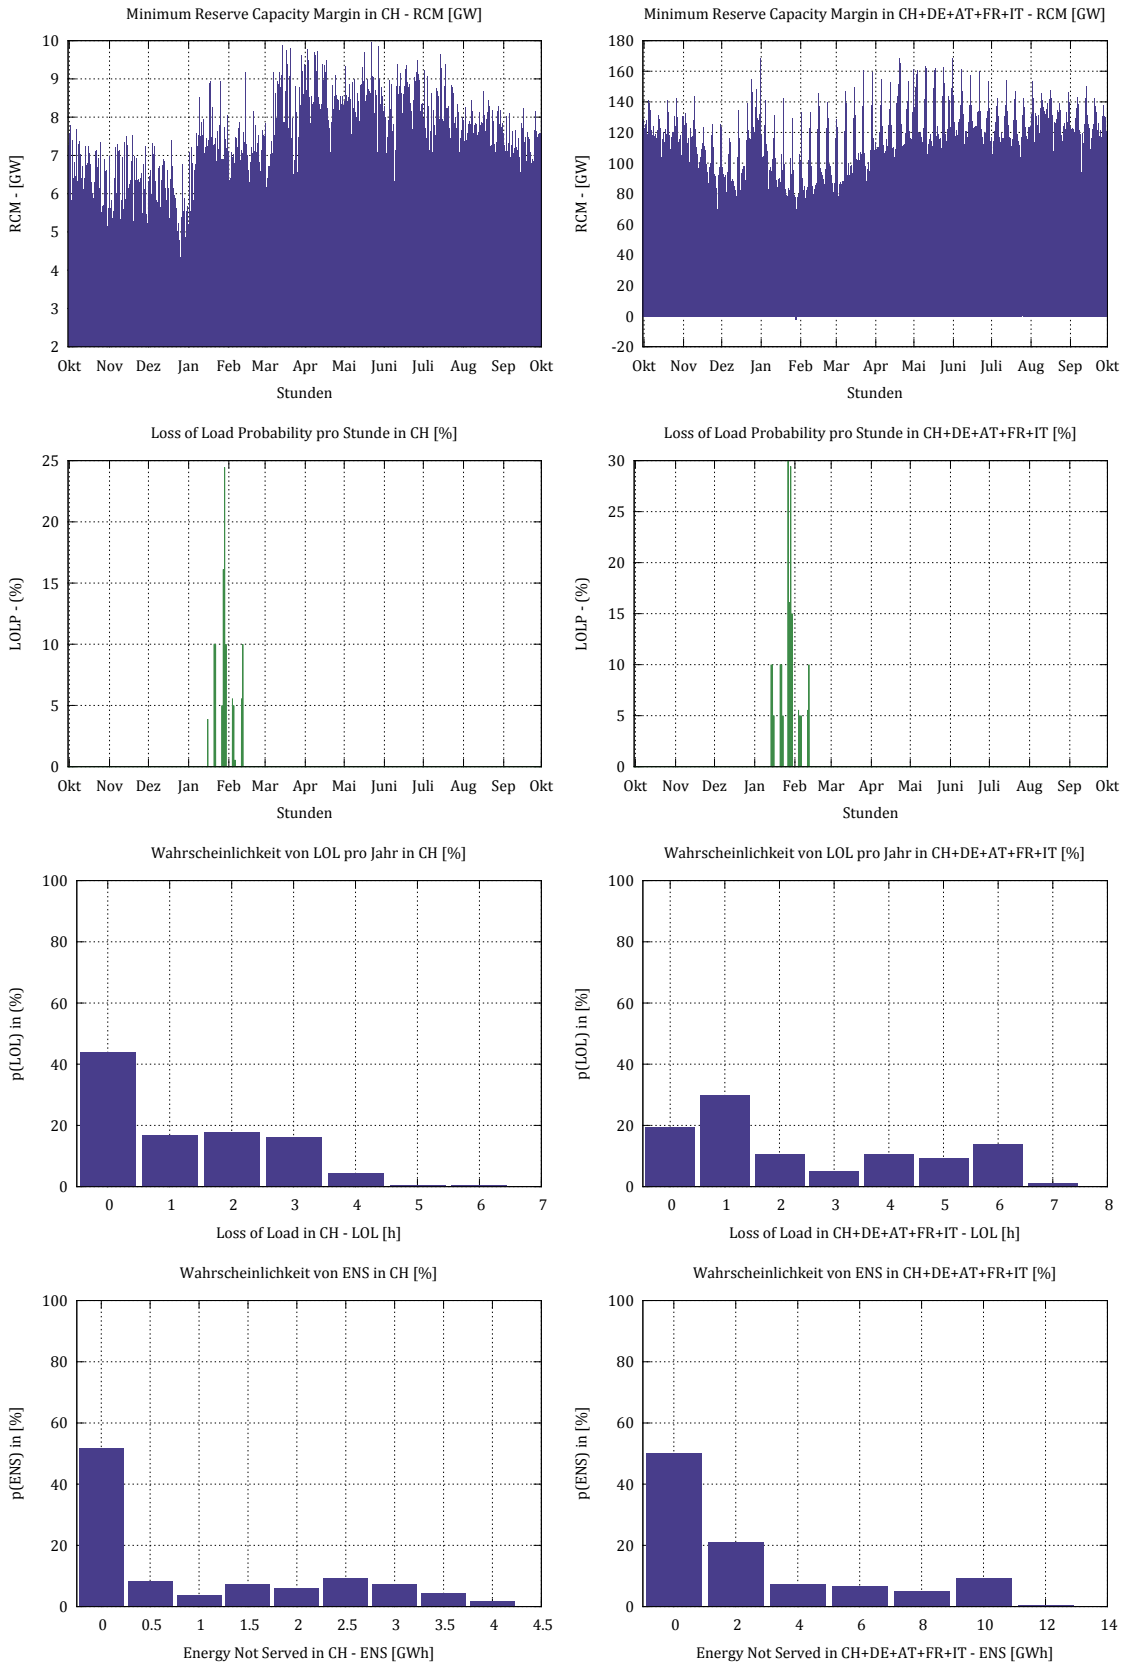 Minimum Reserve Capacity Margin in CH - RCM [GW]
10
9
8
7
6
5
4
3
2
RCM - [GW]
Okt Nov Dez Jan Feb Mar Apr Mai Juni Juli Aug Sep Okt
Stunden
Minimum Reserve Capacity Margin in CH+DE+AT+FR+IT - RCM [GW]
180
160
140
120
100
80
60
40
20
0
-20
RCM - [GW]
Okt Nov Dez Jan Feb Mar Apr Mai Juni Juli Aug Sep Okt
Stunden
Loss of Load Probability pro Stunde in CH [%]
25
20
15
10
5
0
LOLP - (%)
Okt Nov Dez Jan Feb Mar Apr Mai Juni Juli Aug Sep Okt
Stunden
Loss of Load Probability pro Stunde in CH+DE+AT+FR+IT [%]
30
25
20
15
10
5
0
LOLP - (%)
Okt Nov Dez Jan Feb Mar Apr Mai Juni Juli Aug Sep Okt
Stunden
Wahrscheinlichkeit von LOL pro Jahr in CH [%]
100
80
60
40
20
0
p(LOL) in (%)
0 1 2 3 4 5 6 7
Loss of Load in CH - LOL [h]
Wahrscheinlichkeit von LOL pro Jahr in CH+DE+AT+FR+IT [%]
100
80
60
40
20
0
p(LOL) in [%]
0 1 2 3 4 5 6 7 8
Loss of Load in CH+DE+AT+FR+IT - LOL [h]
Wahrscheinlichkeit von ENS in CH [%]
100
80
60
40
20
0
p(ENS) in [%]
0 0.5 1 1.5 2 2.5 3 3.5 4 4.5
Energy Not Served in CH - ENS [GWh]
Wahrscheinlichkeit von ENS in CH+DE+AT+FR+IT [%]
100
80
60
40
20
0
p(ENS) in [%]
0 2 4 6 8 10 12 14
Energy Not Served in CH+DE+AT+FR+IT - ENS [GWh]